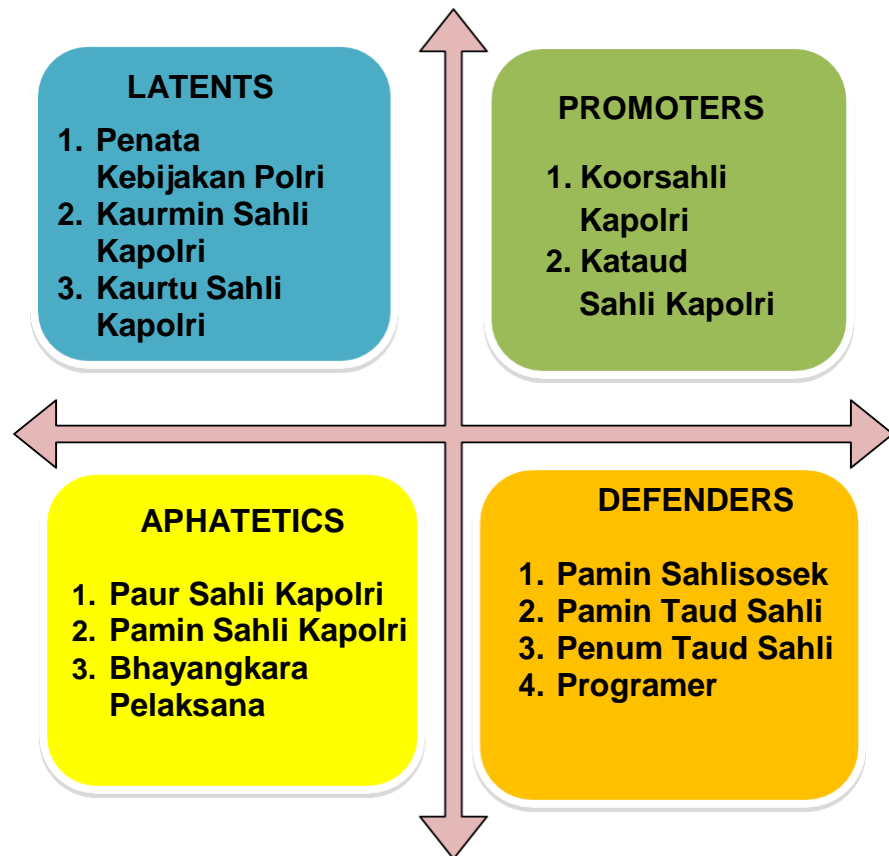 LATENTS
1. Penata
Kebijakan Polri
2. Kaurmin Sahli
Kapolri
3. Kaurtu Sahli
Kapolri
PROMOTERS
1. Koorsahli
Kapolri
2. Kataud
Sahli Kapolri
APHATETICS
1. Paur Sahli Kapolri
2. Pamin Sahli Kapolri
3. Bhayangkara
Pelaksana
DEFENDERS
1. Pamin Sahlisosek
2. Pamin Taud Sahli
3. Penum Taud Sahli
4. Programer